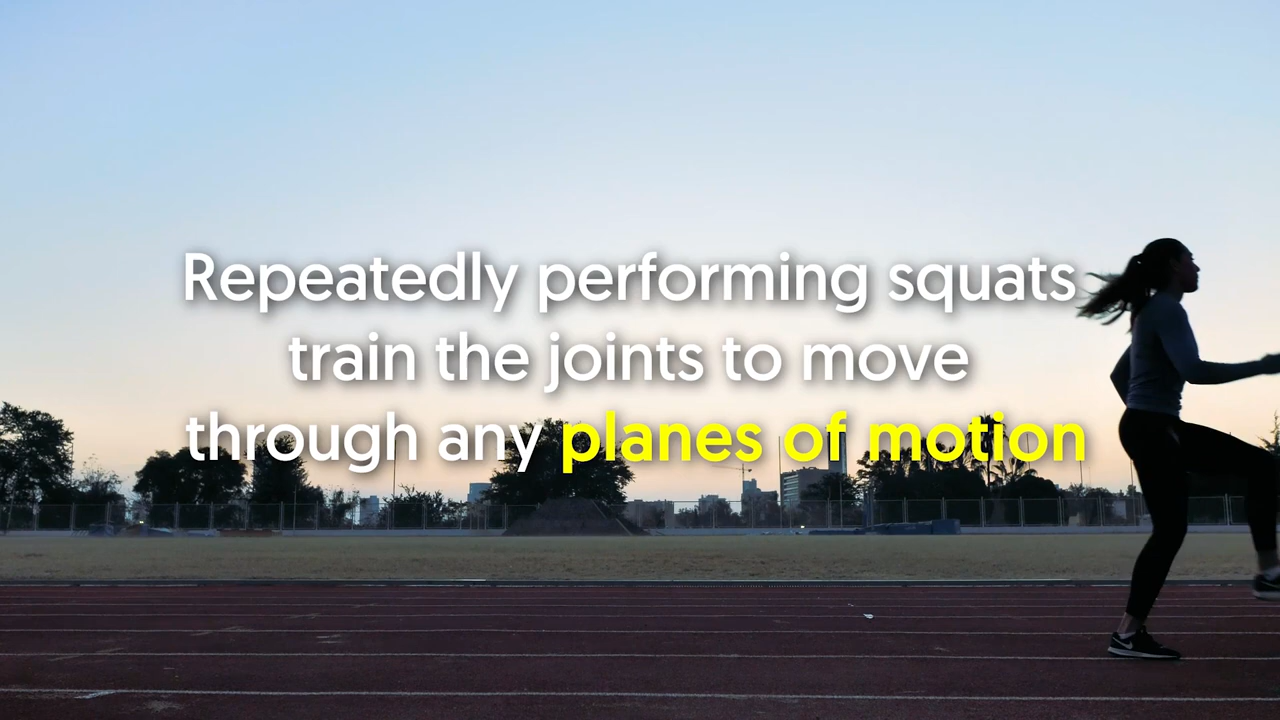 Repeatedly performing squats
train the joints to move
through any planes of motion